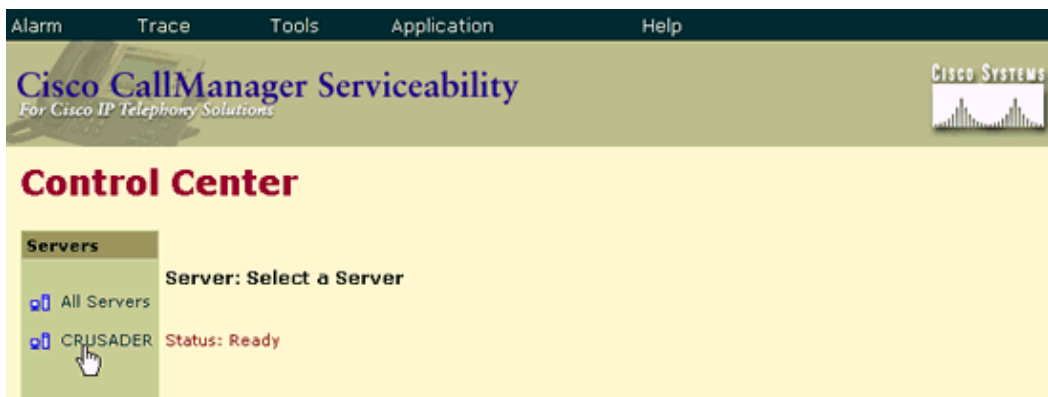 Alarm Trace Tools Application Help
Cisco CallManager Serviceability
For Cisco IP Telephony Solutions
CISCO SYSTEMS
Control Center
Servers
Server: Select a Server
All Servers
CRUSADER Status: Ready